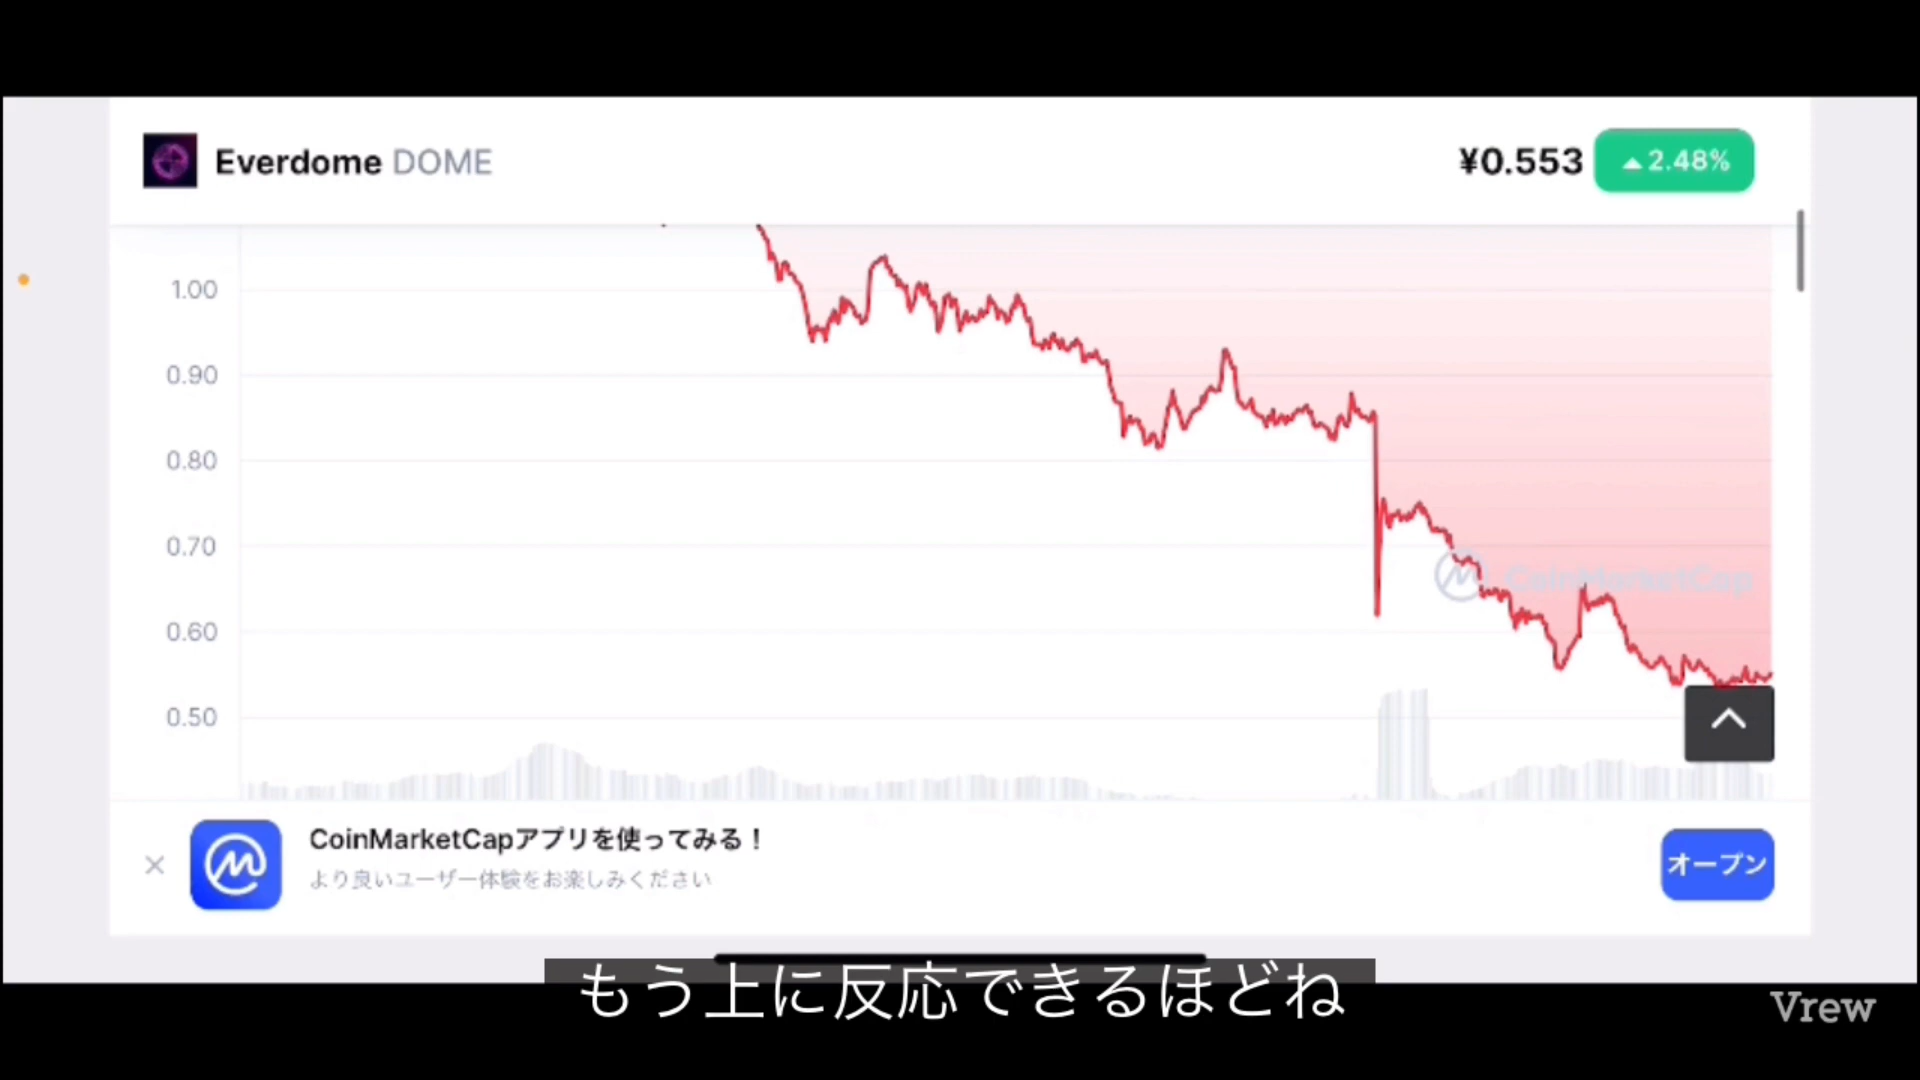 Everdome DOME
¥0.553 ▲2.48%
1.00
0.90
0.80
0.70
0.60
0.50
CoinMarketCap
CoinMarketCapアプリを使ってみる！
より良いユーザー体験をお楽しみください
オープン
もう上に反応できるほどね
Vrew